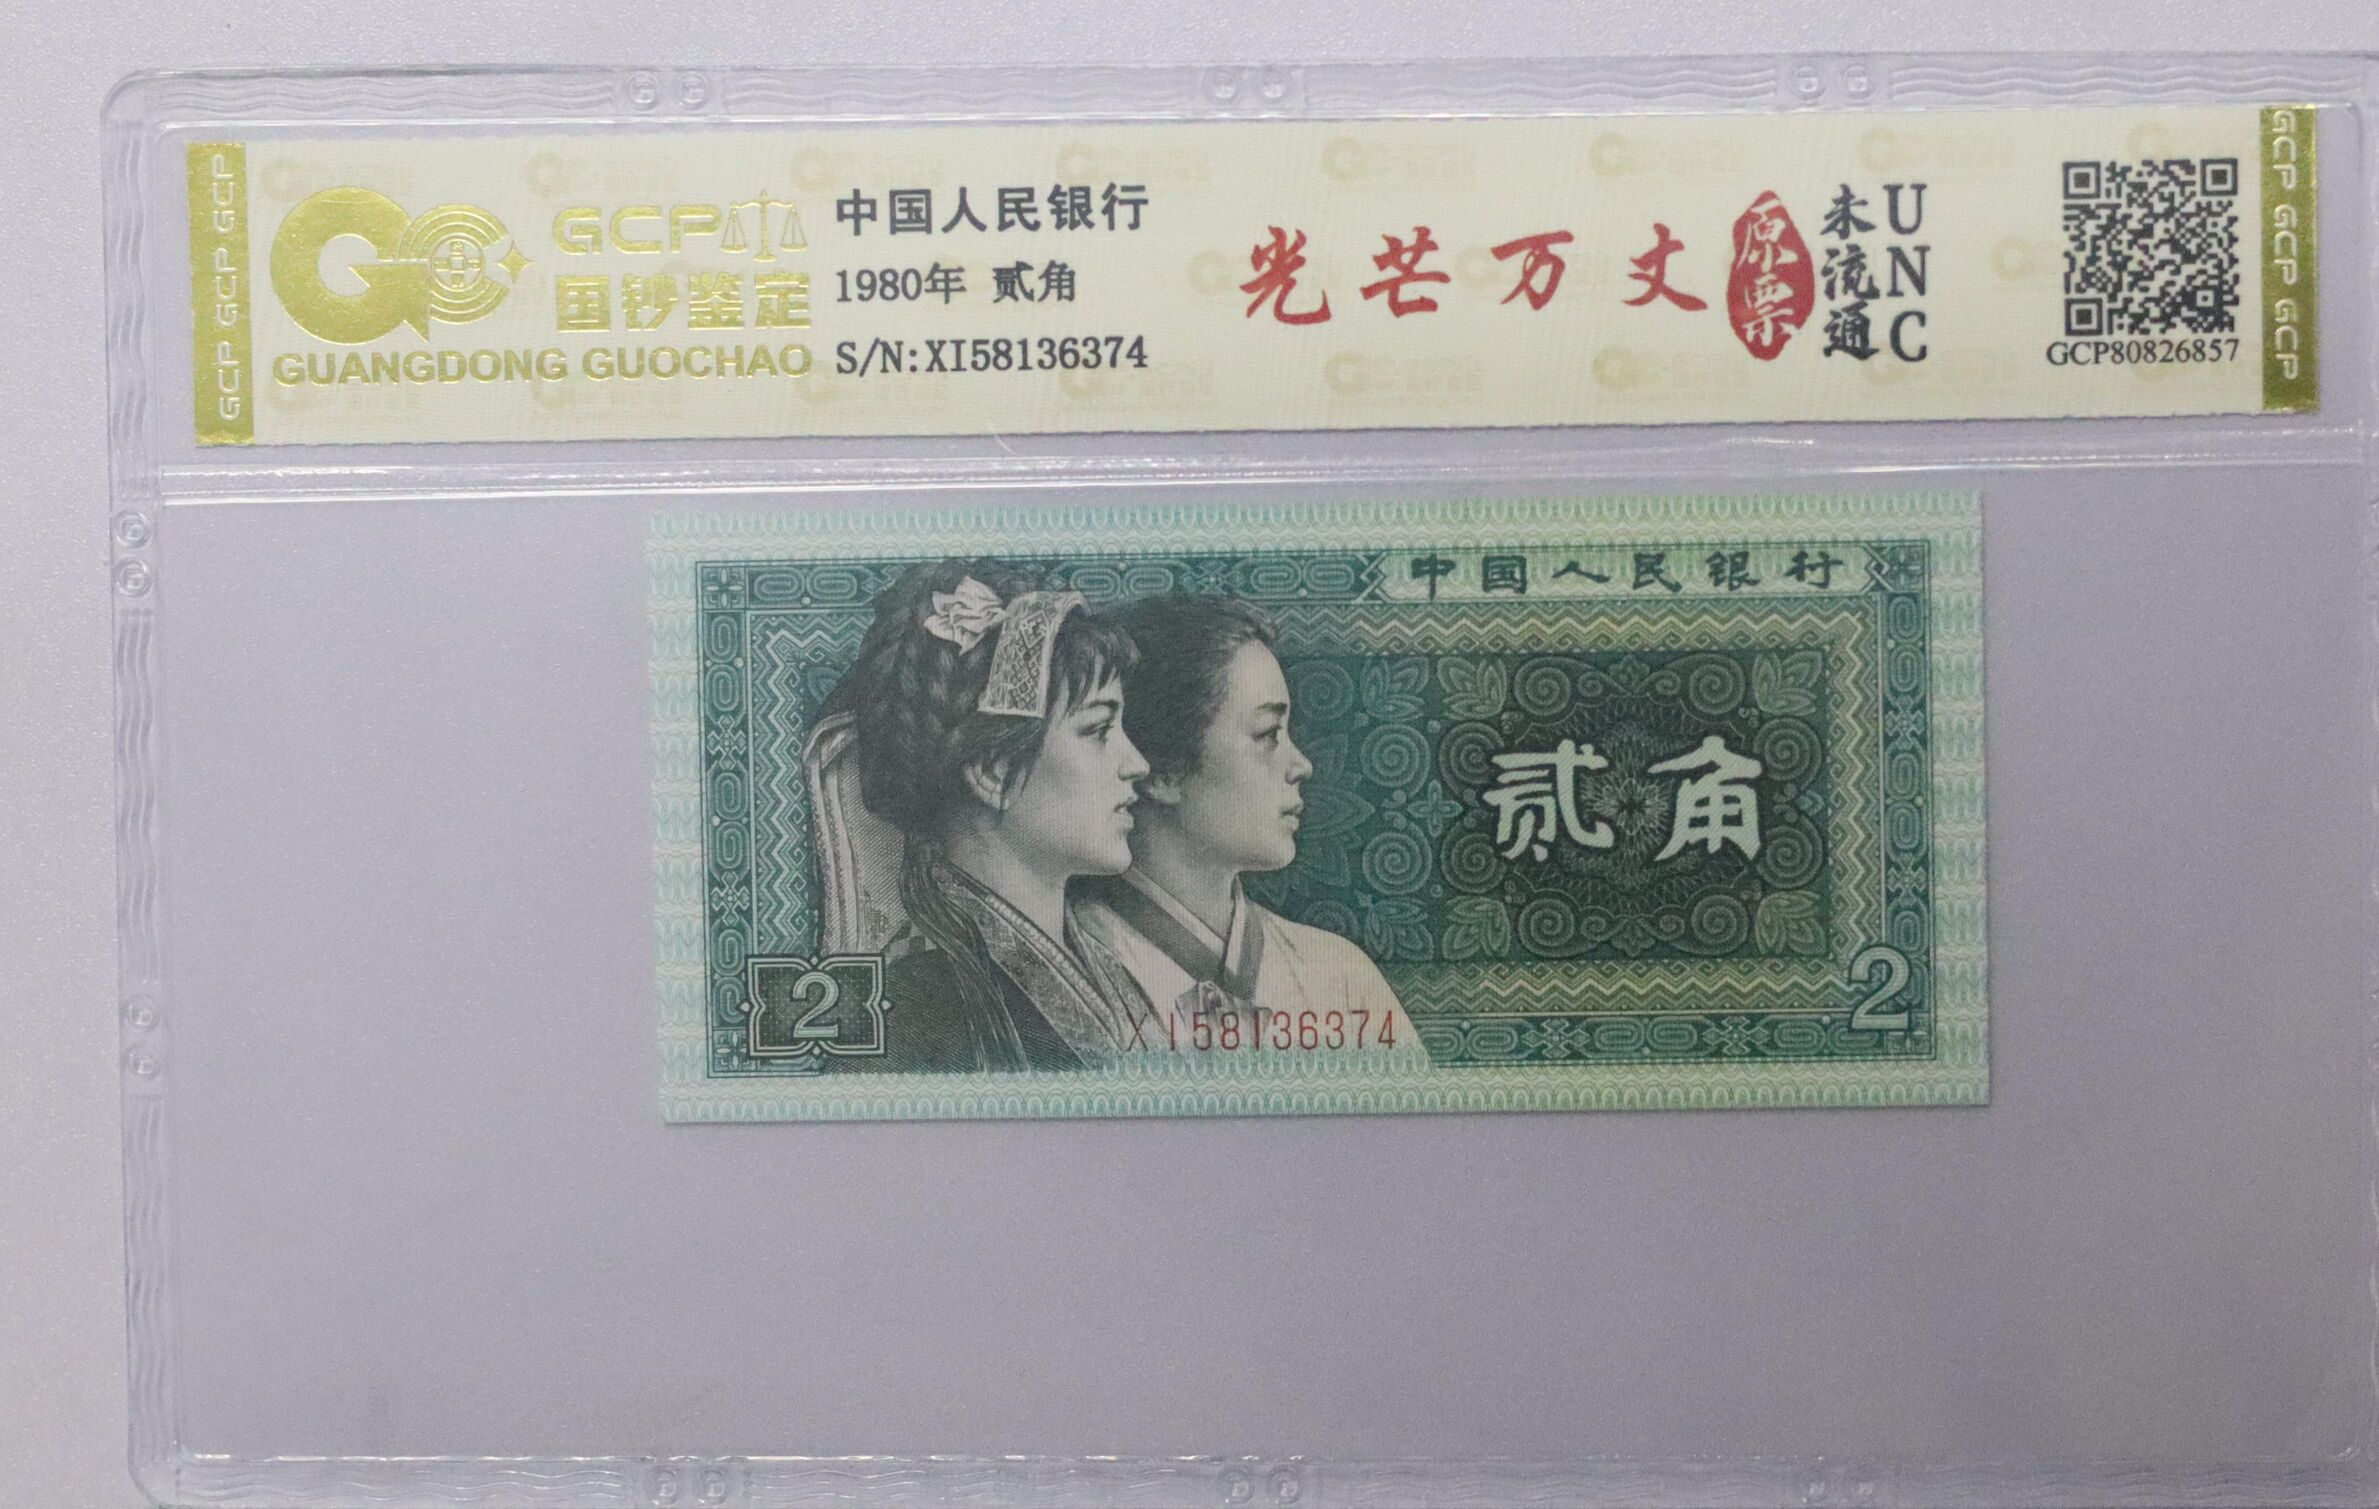 GCP GCP GCP
GCP
国钞鉴定
GUANGDONG GUOCHAO
中国人民银行
1980年 贰角
S/N:XI58136374
光芒万丈
原票
未流通
UNC
GCP80826857
GCP GCP GCP GCP
中国人民银行
贰角
2
XI58136374
2